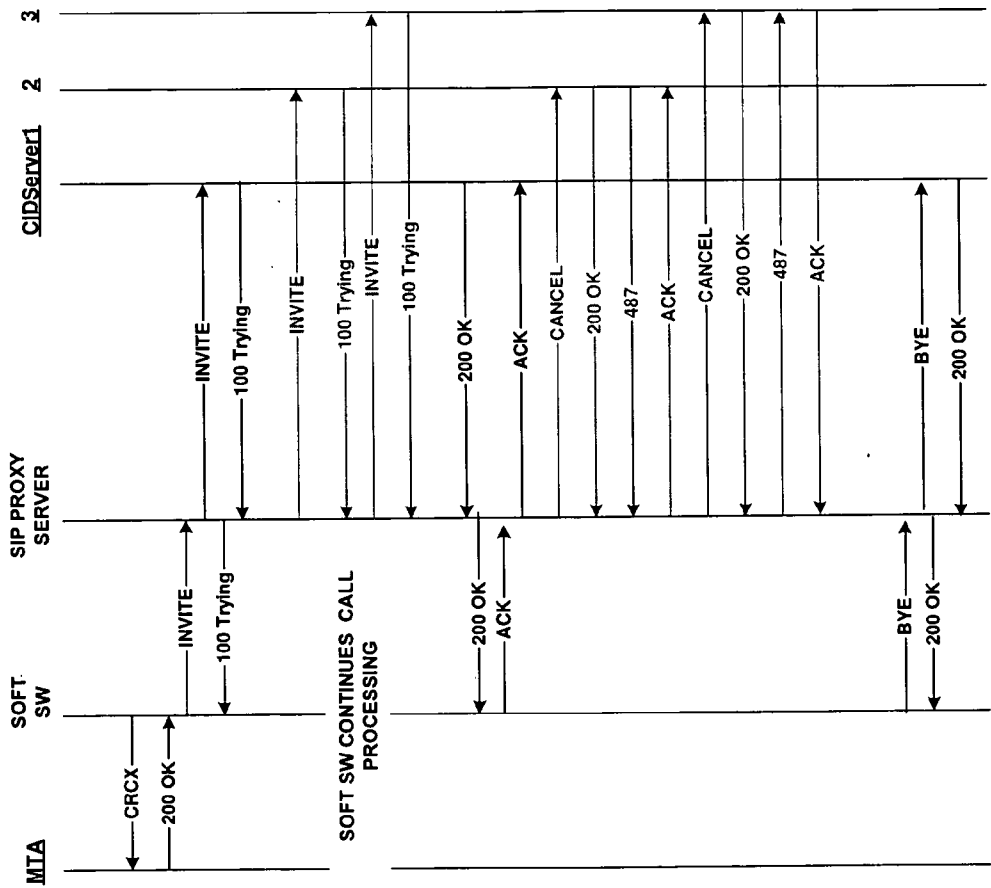 MTA
SOFT SW
SIP PROXY SERVER
CIDServer1
2
3
CRCX
200 OK
INVITE
INVITE
100 Trying
100 Trying
INVITE
SOFT SW CONTINUES CALL
PROCESSING
100 Trying
INVITE
100 Trying
200 OK
200 OK
ACK
ACK
CANCEL
200 OK
487
ACK
CANCEL
200 OK
487
ACK
BYE
BYE
200 OK
200 OK